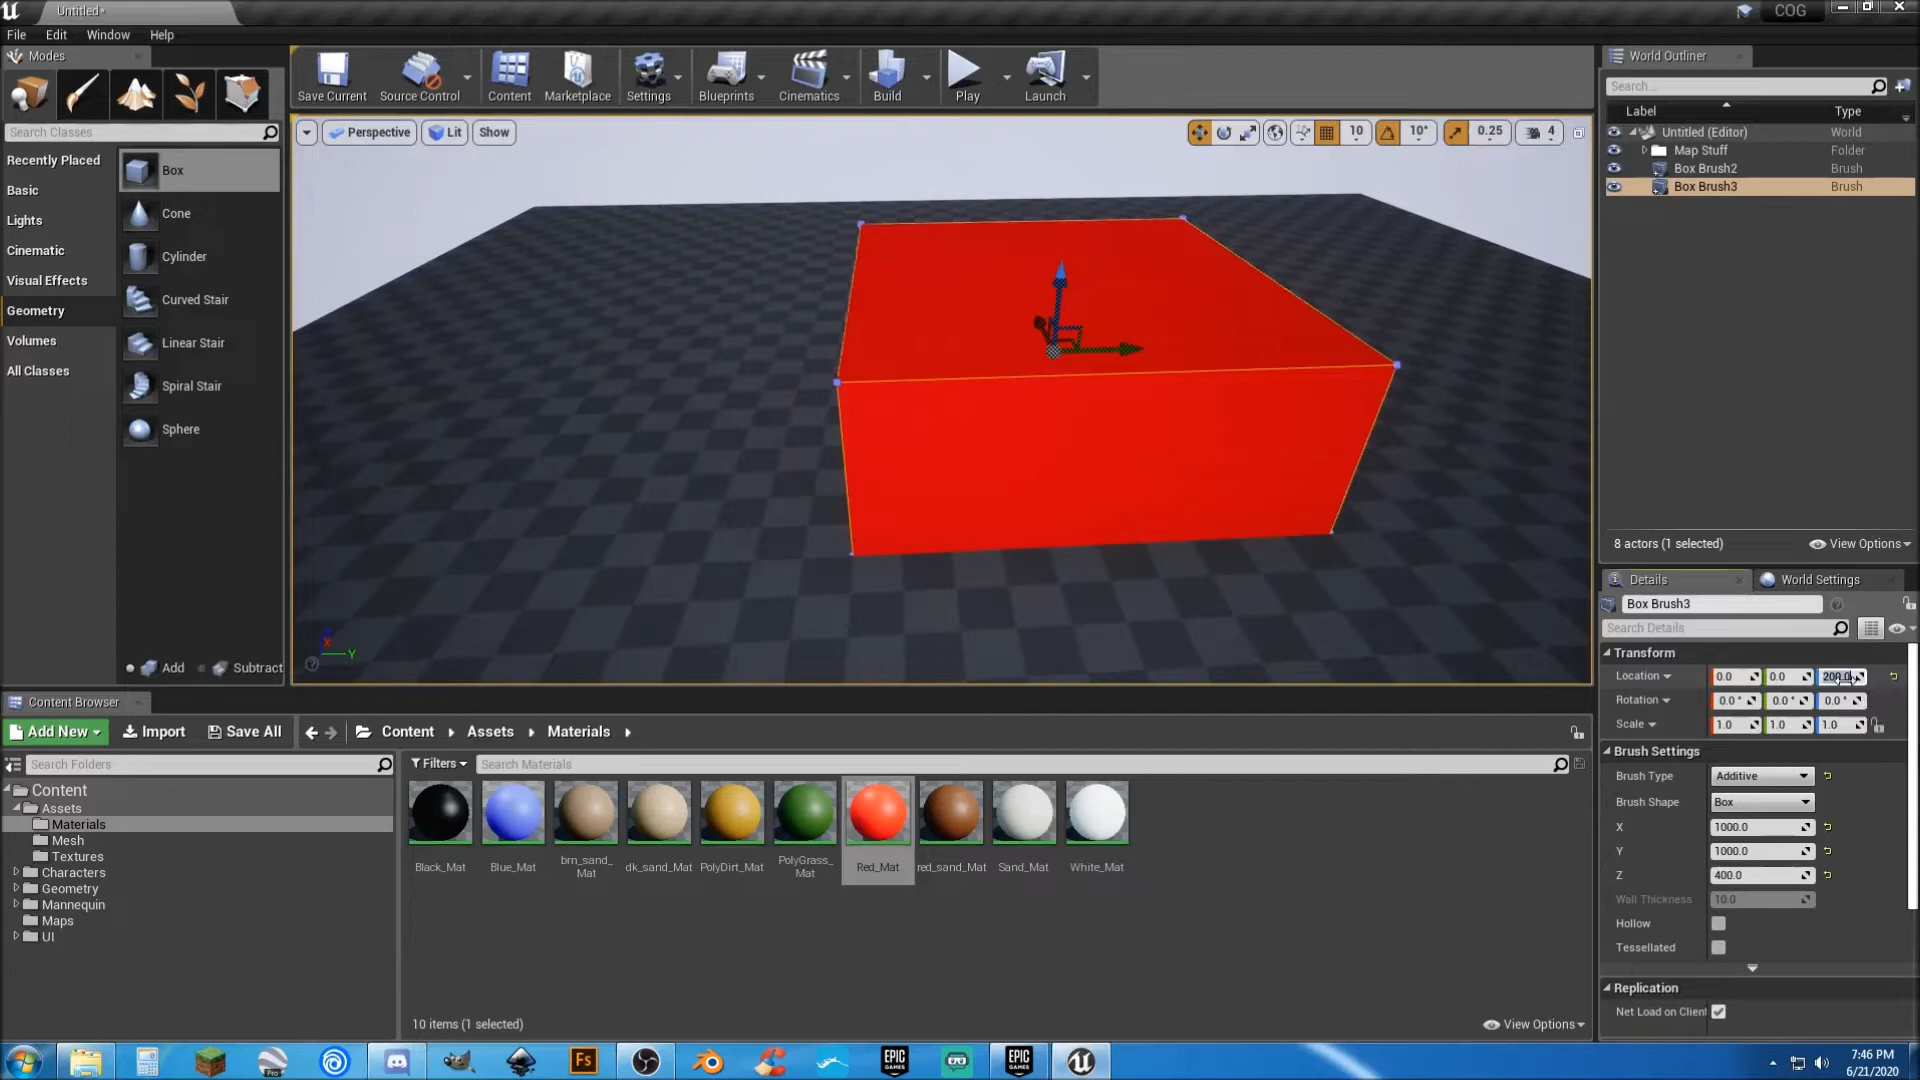 Untitled*
COG
File Edit Window Help
Modes
Search Classes
Recently Placed
Basic
Lights
Cinematic
Visual Effects
Geometry
Volumes
All Classes
Box
Cone
Cylinder
Curved Stair
Linear Stair
Spiral Stair
Sphere
Add Subtract
Save Current Source Control Content Marketplace Settings Blueprints Cinematics Build Play Launch
Perspective Lit Show
10 10° 0.25 4
X
Y
World Outliner
Search...
Label Type
Untitled (Editor) World
Map Stuff Folder
Box Brush2 Brush
Box Brush3 Brush
8 actors (1 selected) View Options
Details World Settings
Box Brush3
Search Details
Transform
Location 0.0 0.0
Rotation 0.0 ° 0.0 ° 0.0 °
Scale 1.0 1.0 1.0
Brush Settings
Brush Type Additive
Brush Shape Box
X 1000.0
Y 1000.0
Z 400.0
Wall Thickness 10.0
Hollow
Tessellated
Replication
Net Load on Client
Content Browser
Add New Import Save All Content Assets Materials
Search Folders
Content
Assets
Materials
Mesh
Textures
Characters
Geometry
Mannequin
Maps
UI
Filters Search Materials
Black_Mat Blue_Mat brn_sand_Mat dk_sand_Mat PolyDirt_Mat PolyGrass_Mat Red_Mat red_sand_Mat Sand_Mat White_Mat
10 items (1 selected) View Options
Pro
Fs
EPIC GAMES
EPIC GAMES
7:46 PM
6/21/2020